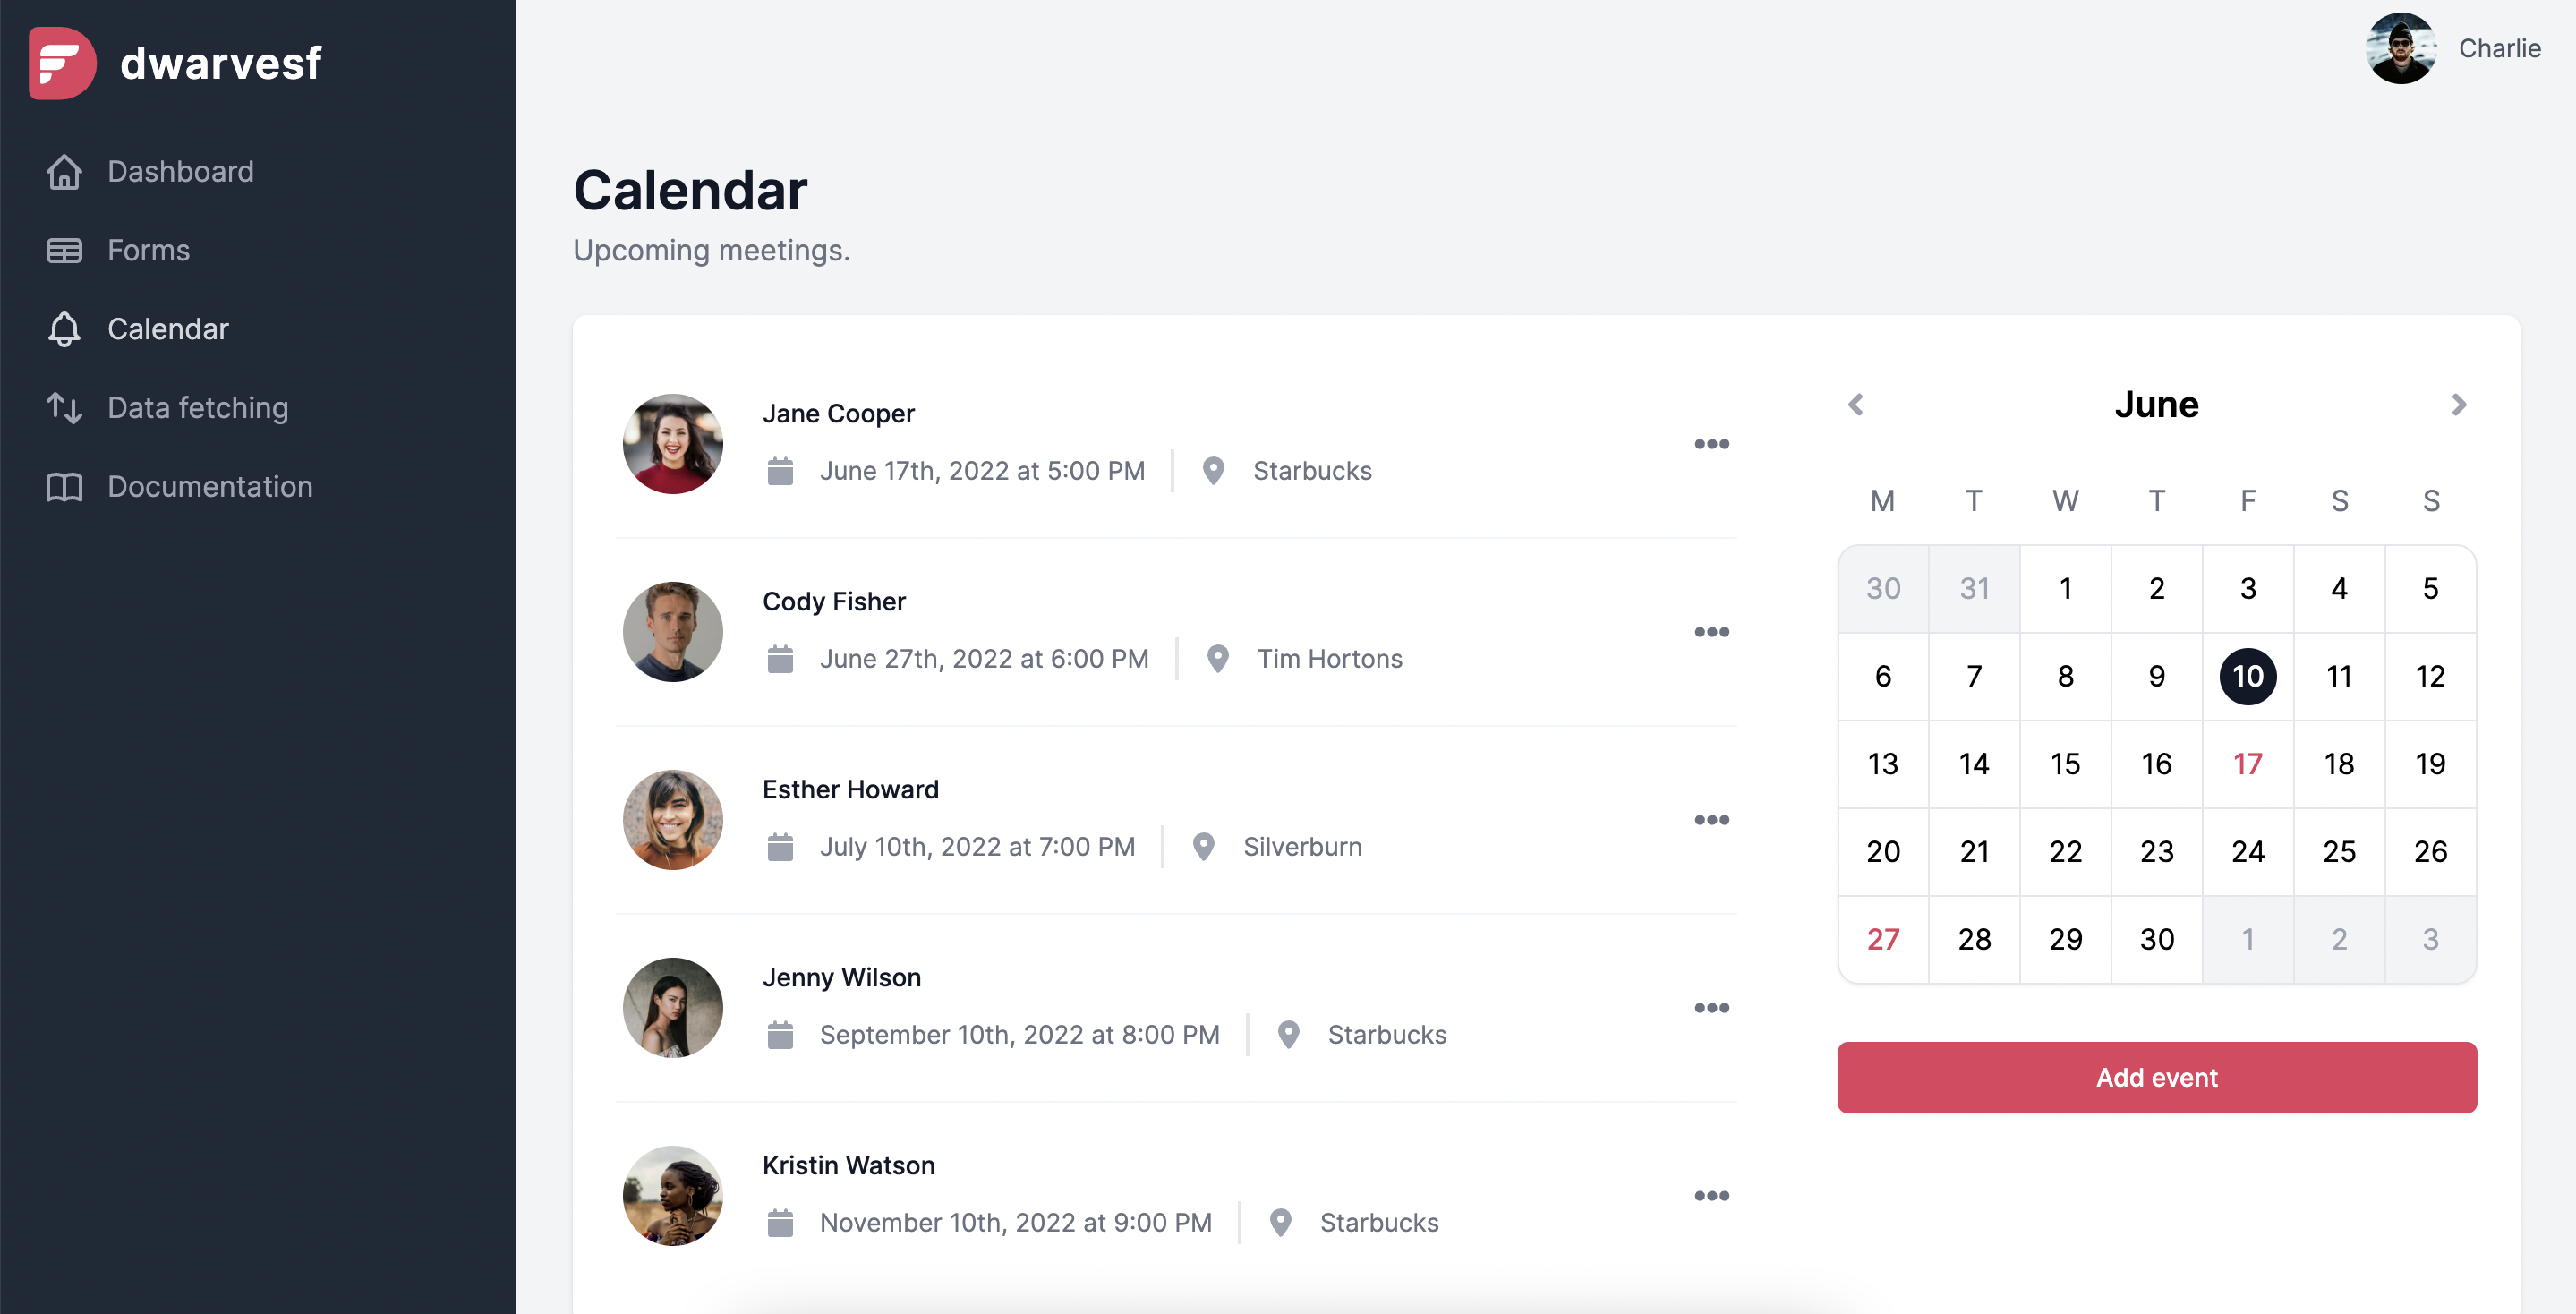 dwarvesf
Charlie
Dashboard
Forms
Calendar
Data fetching
Documentation
Calendar
Upcoming meetings.
Jane Cooper
June 17th, 2022 at 5:00 PM Starbucks
Cody Fisher
June 27th, 2022 at 6:00 PM Tim Hortons
Esther Howard
July 10th, 2022 at 7:00 PM Silverburn
Jenny Wilson
September 10th, 2022 at 8:00 PM Starbucks
Kristin Watson
November 10th, 2022 at 9:00 PM Starbucks
June
M T W T F S S
30 31 1 2 3 4 5
6 7 8 9 10 11 12
13 14 15 16 17 18 19
20 21 22 23 24 25 26
27 28 29 30 1 2 3
Add event